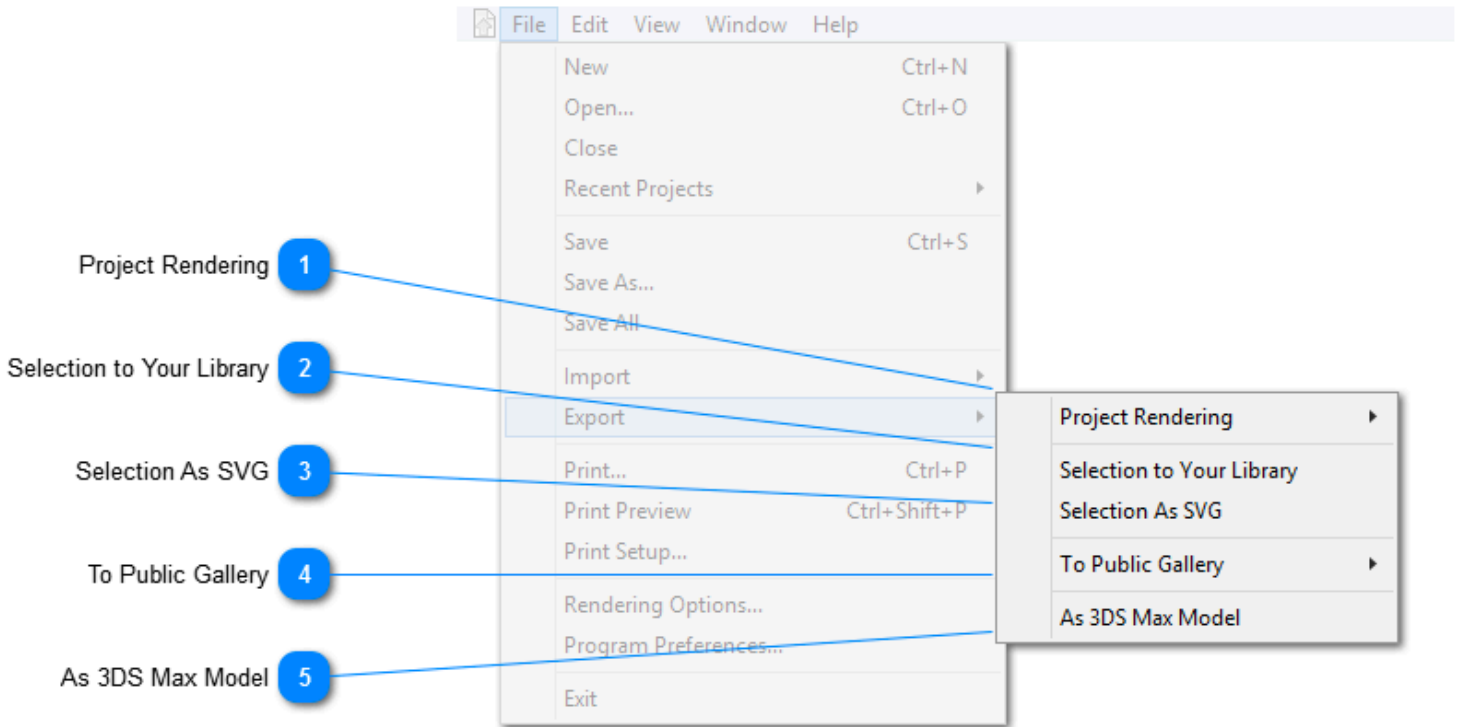 File Edit View Window Help
New Ctrl+N
Open... Ctrl+O
Close
Recent Projects
Save Ctrl+S
Save As...
Save All
Import
Export
Print... Ctrl+P
Print Preview Ctrl+Shift+P
Print Setup...
Rendering Options...
Program Preferences...
Exit
Project Rendering 1
Selection to Your Library 2
Selection As SVG 3
To Public Gallery 4
As 3DS Max Model 5
Project Rendering
Selection to Your Library
Selection As SVG
To Public Gallery
As 3DS Max Model